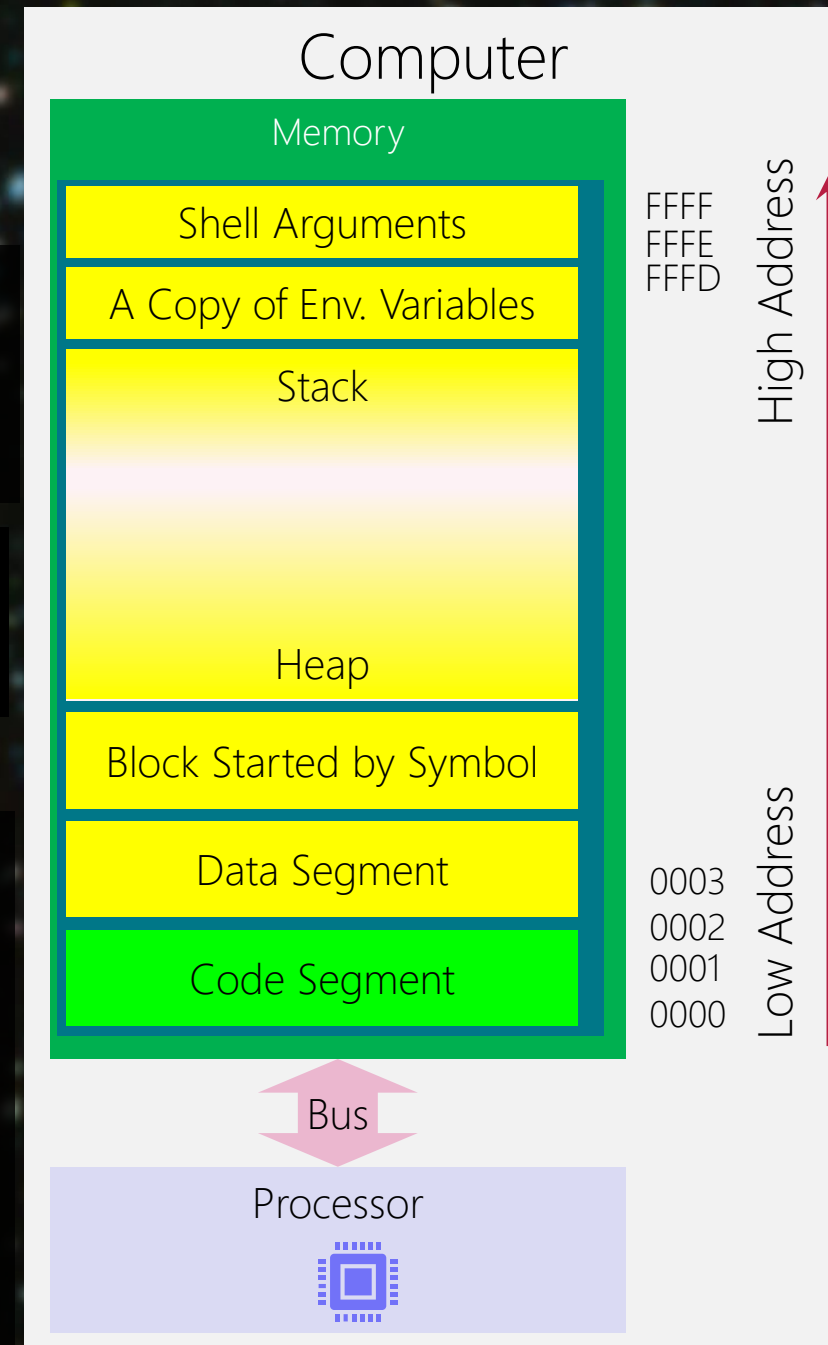 Computer
Memory
Shell Arguments
A Copy of Env. Variables
Stack
Heap
Block Started by Symbol
Data Segment
Code Segment
FFFF
FFFE
FFFD
High Address
0003
0002
0001
0000
Low Address
Bus
Processor